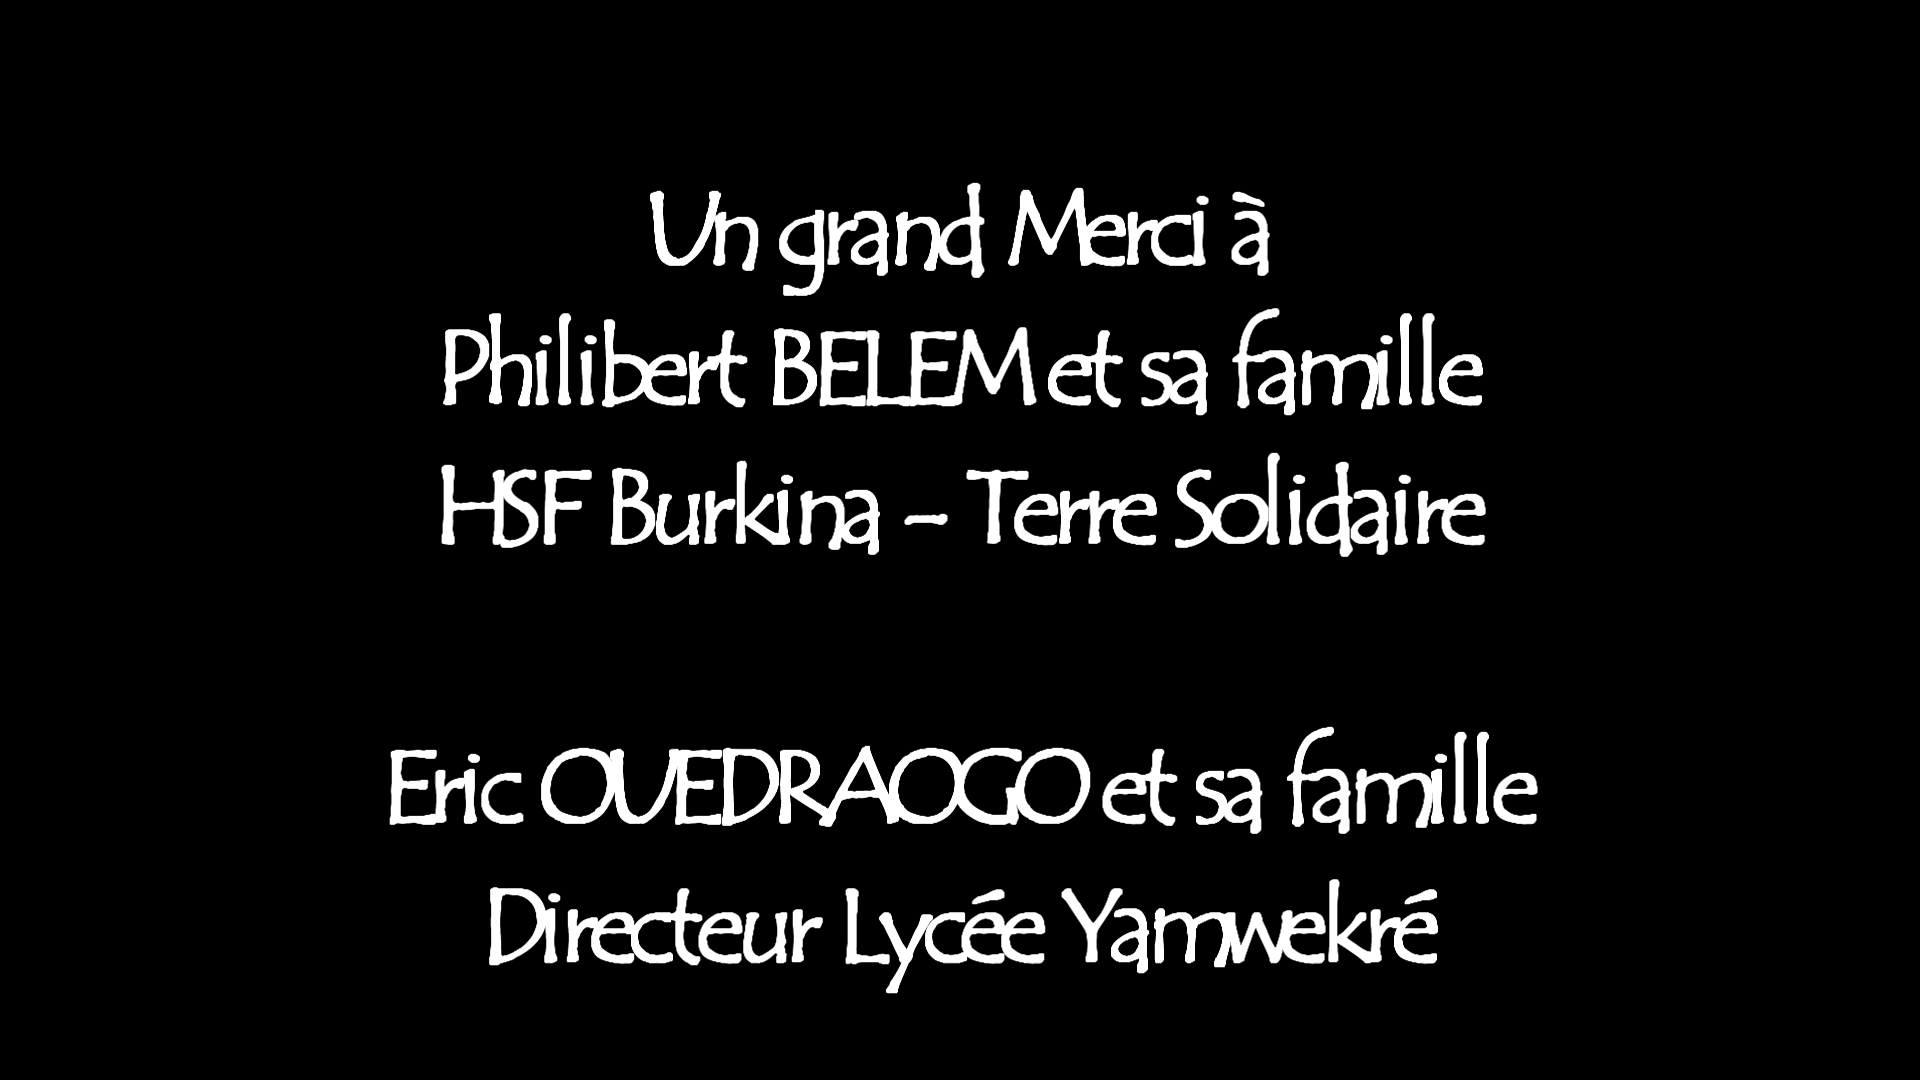 Un grand Merci à
Philibert BELEM et sa famille
HSF Burkina - Terre Solidaire
Eric OUEDRAOGO et sa famille
Directeur Lycée Yamwekré